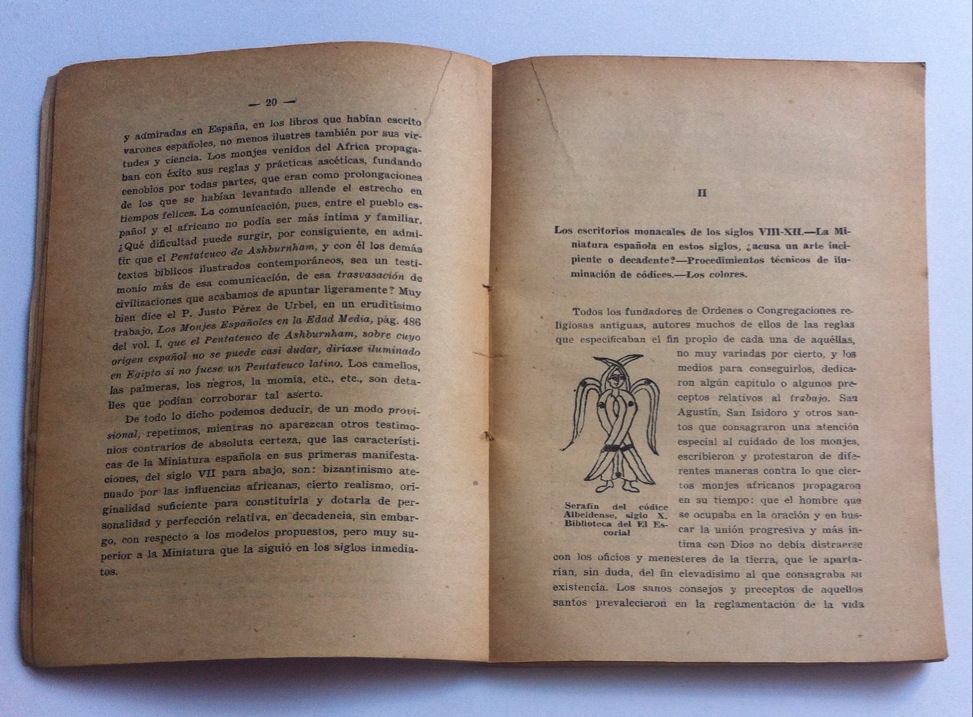 — 20 —
y admiradas en España, en los libros que habían escrito
varones españoles, no menos ilustres también por sus vir-
tudes y ciencia. Los monjes venidos del Africa propaga-
ban con éxito sus reglas y prácticas ascéticas, fundando
cenobios por todas partes, que eran como prolongaciones
de los que se habían levantado allende el estrecho en
tiempos felices. La comunicación, pues, entre el pueblo es-
pañol y el africano no podía ser más íntima y familiar.
¿Qué dificultad puede surgir, por consiguiente, en admi-
tir que el Pentateuco de Ashburnham, y con él los demás
textos bíblicos ilustrados contemporáneos, sea un testi-
monio más de esa comunicación, de esa trasvasación de
civilizaciones que acabamos de apuntar ligeramente? Muy
bien dice el P. Justo Pérez de Urbel, en un eruditísimo
trabajo, Los Monjes Españoles en la Edad Media, pág. 486
del vol. I, que el Pentateuco de Ashburnham, sobre cuyo
origen español no se puede casi dudar, diríase iluminado
en Egipto si no fuese un Pentateuco latino. Los camellos,
las palmeras, los negros, la momia, etc., etc., son deta-
lles que podían corroborar tal aserto.
De todo lo dicho podemos deducir, de un modo provi-
sional, repetimos, mientras no aparezcan otros testimo-
nios contrarios de absoluta certeza, que las característi-
cas de la Miniatura española en sus primeras manifesta-
ciones, del siglo VII para abajo, son: bizantinismo ate-
nuado por las influencias africanas, cierto realismo, ori-
ginalidad suficiente para constituirla y dotarla de per-
sonalidad y perfección relativa, en decadencia, sin embar-
go, con respecto a los modelos propuestos, pero muy su-
perior a la Miniatura que la siguió en los siglos inmedia-
tos.
II
Los escritorios monacales de los siglos VIII-XII.—La Mi-
niatura española en estos siglos, ¿acusa un arte inci-
piente o decadente?—Procedimientos técnicos de ilu-
minación de códices.—Los colores.
Todos los fundadores de Ordenes o Congregaciones re-
ligiosas antiguas, autores muchos de ellos de las reglas
que especificaban el fin propio de cada una de aquéllas,
no muy variadas por cierto, y los
medios para conseguirlos, dedica-
ron algún capítulo o algunos pre-
ceptos relativos al trabajo. San
Agustín, San Isidoro y otros san-
tos que consagraron una atención
especial al cuidado de los monjes,
escribieron y protestaron de dife-
rentes maneras contra lo que cier-
tos monjes africanos propagaron
en su tiempo: que el hombre que
se ocupaba en la oración y en bus-
car la unión progresiva y más ín-
tima con Dios no debía distraerse
con los oficios y menesteres de la tierra, que le aparta-
rían, sin duda, del fin elevadísimo al que consagraba su
existencia. Los sanos consejos y preceptos de aquellos
santos prevalecieron en la reglamentación de la vida
Serafín del códice
Albeldense, siglo X.
Biblioteca del El Es-
corial